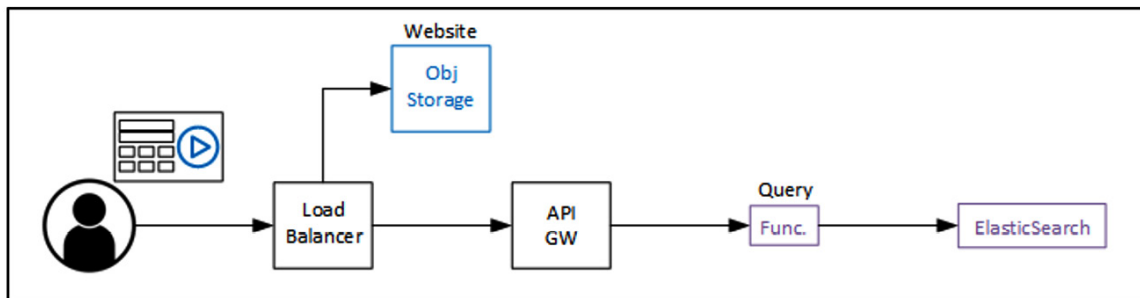 Website
Obj
Storage
Load
Balancer
API
GW
Query
Func.
ElasticSearch